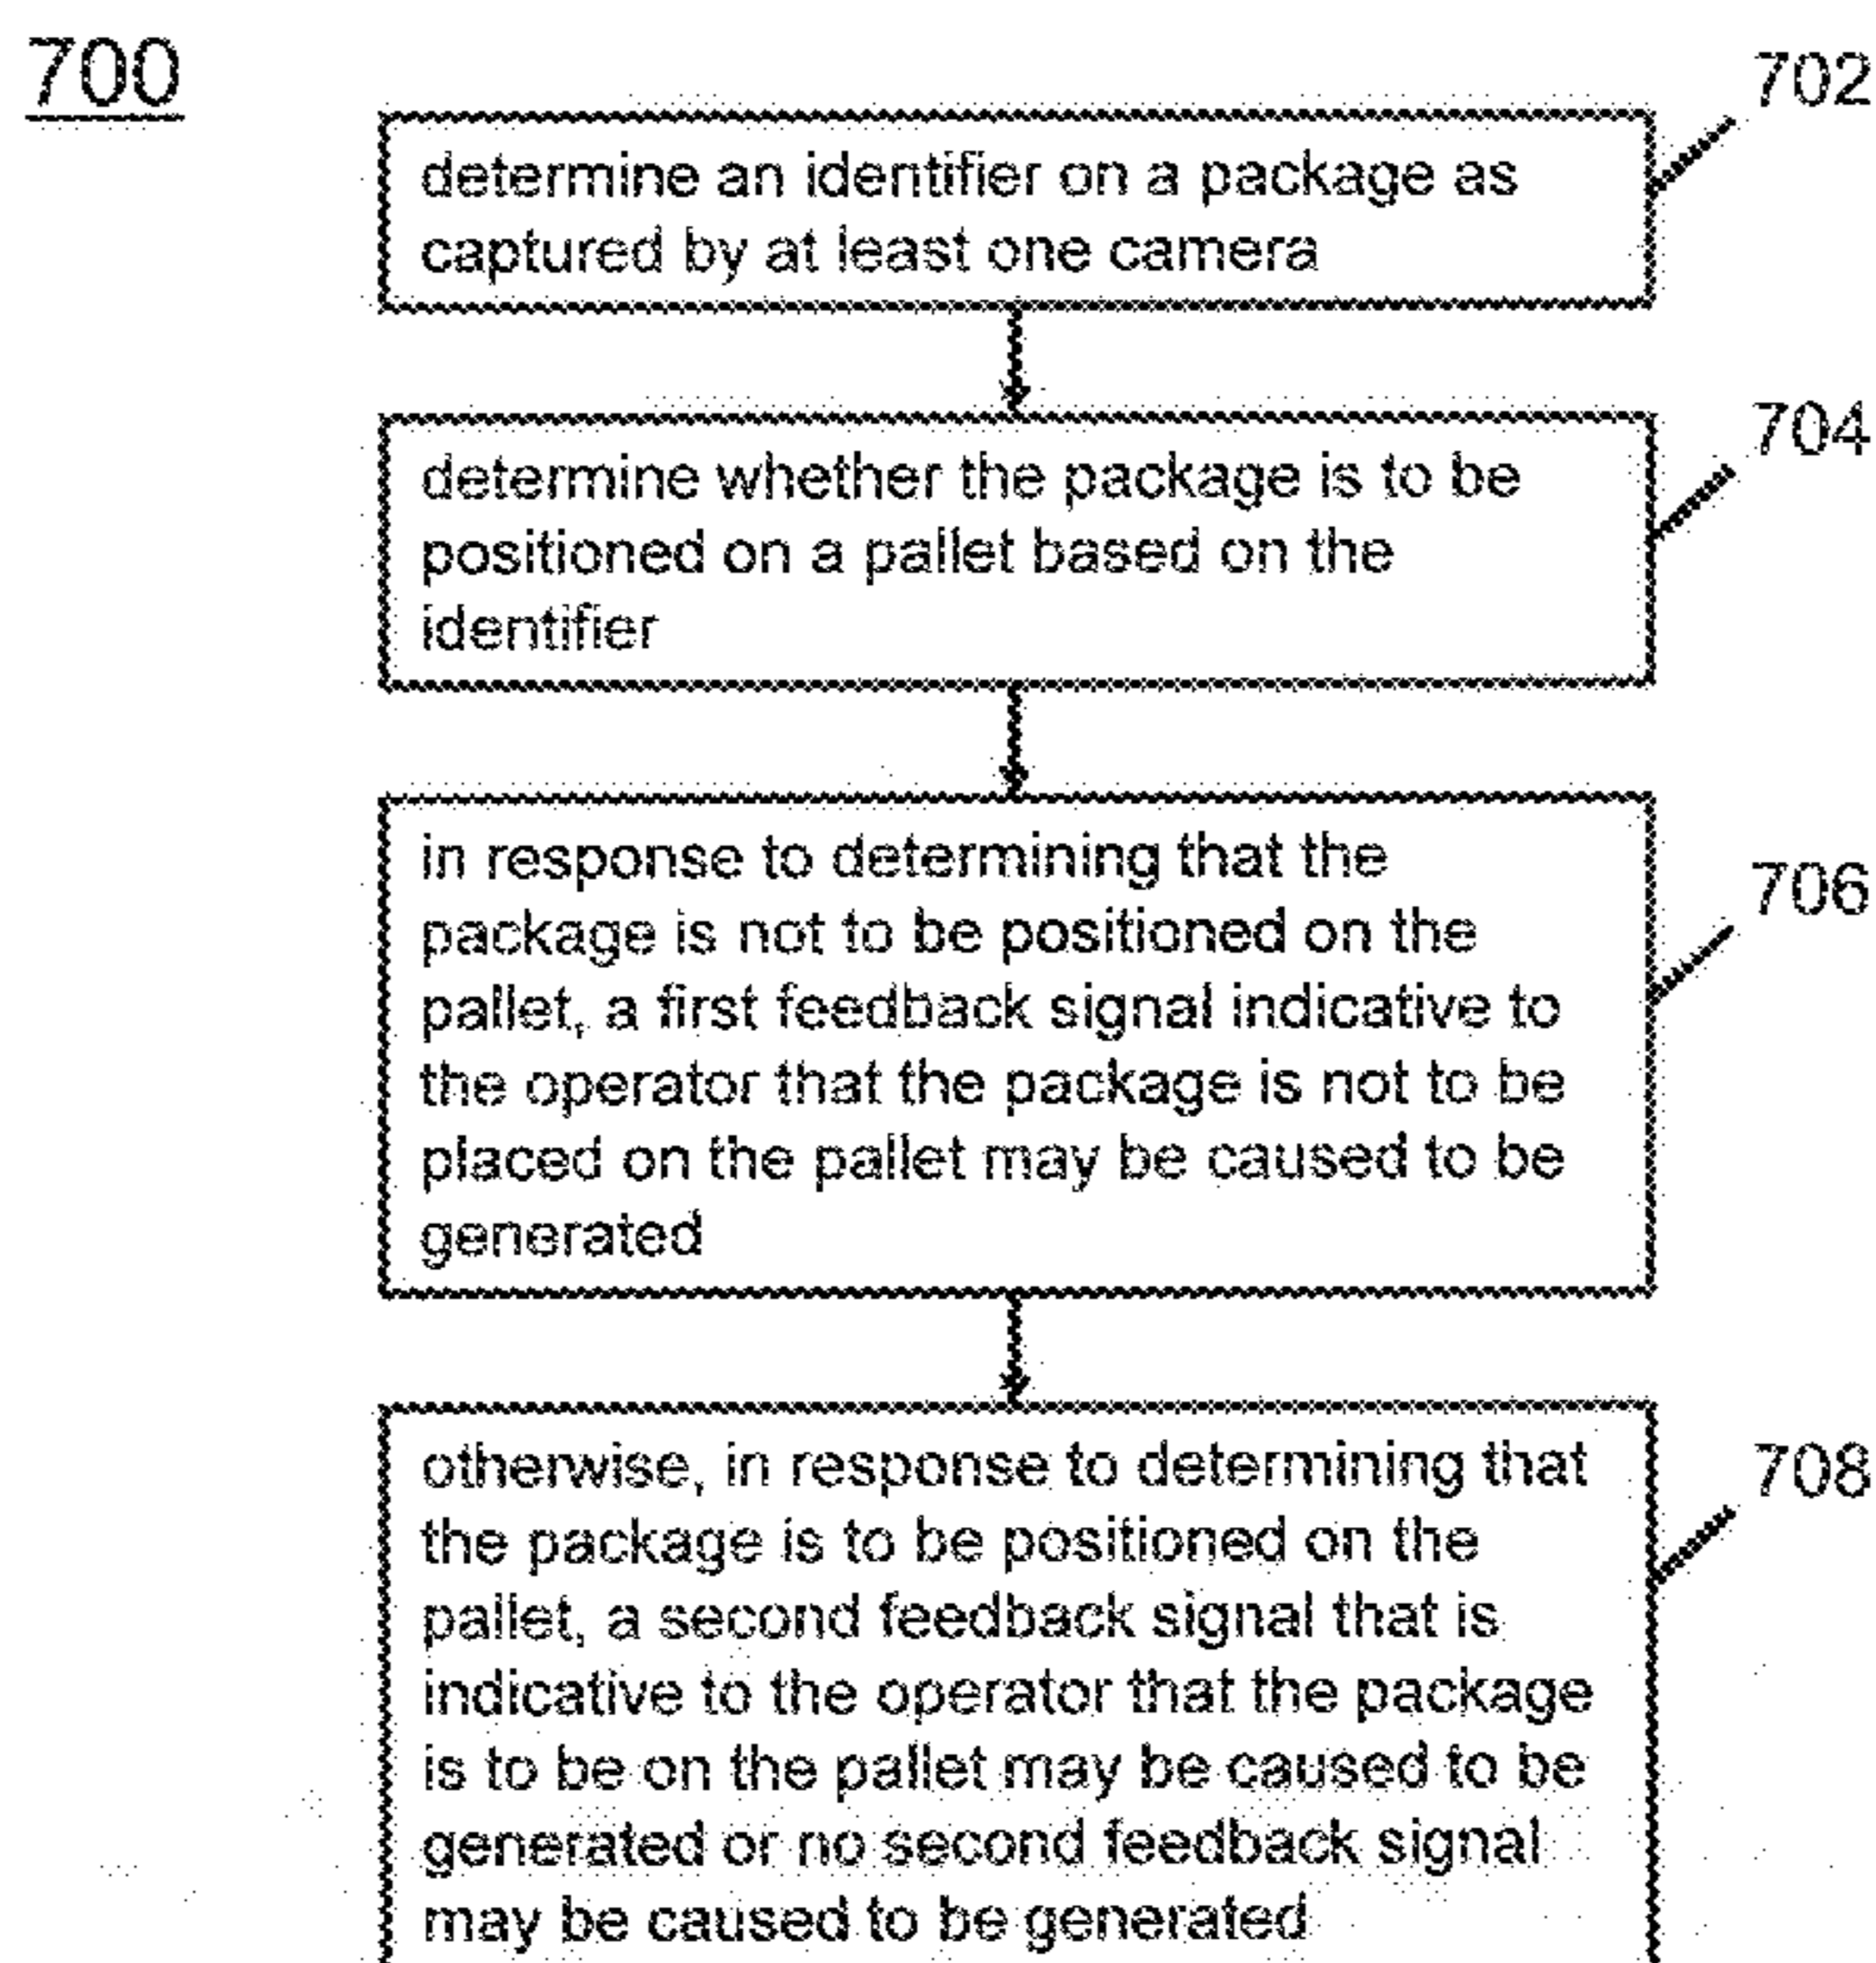 700
702
determine an identifier on a package as
captured by at least one camera
704
determine whether the package is to be
positioned on a pallet based on the
identifier
706
in response to determining that the
package is not to be positioned on the
pallet, a first feedback signal indicative to
the operator that the package is not to be
placed on the pallet may be caused to be
generated
708
otherwise, in response to determining that
the package is to be positioned on the
pallet, a second feedback signal that is
indicative to the operator that the package
is to be on the pallet may be caused to be
generated or no second feedback signal
may be caused to be generated